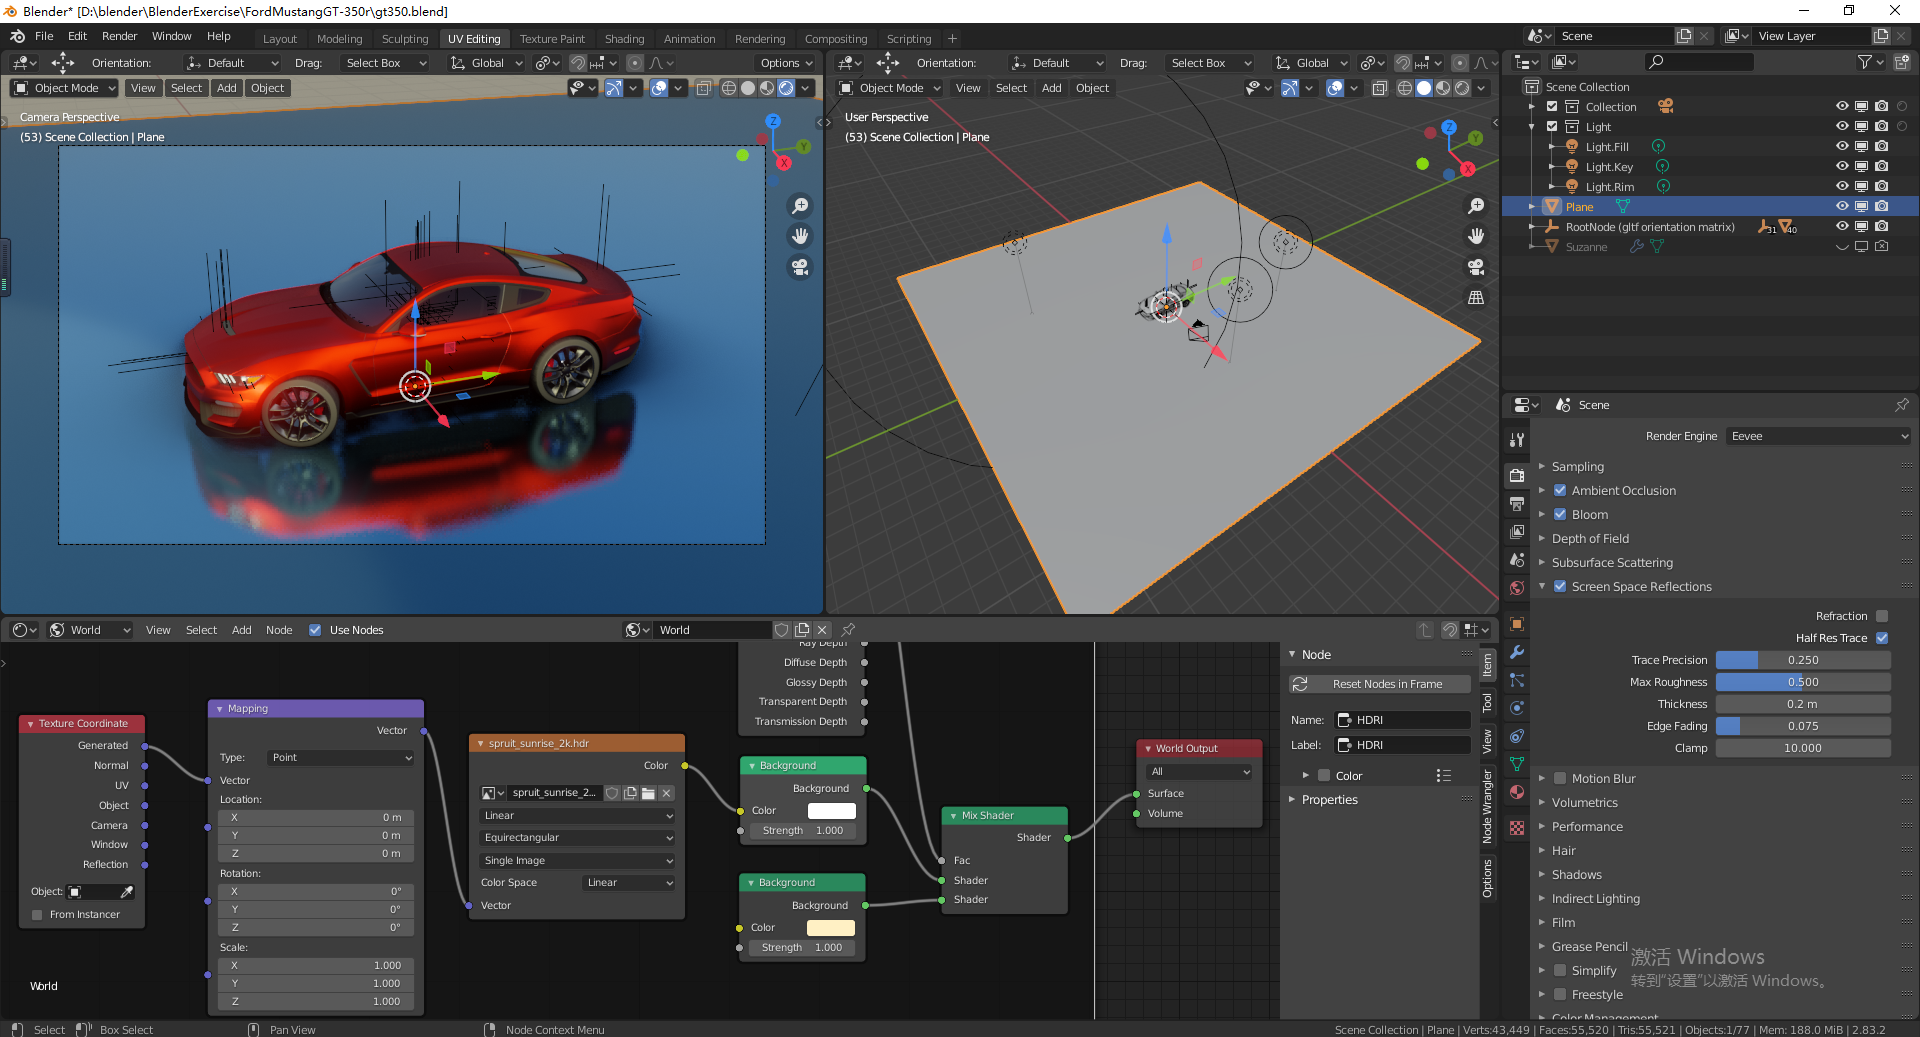 Blender* [D:\blender\BlenderExercise\FordMustangGT-350r\gt350.blend]
File Edit Render Window Help Layout Modeling Sculpting UV Editing Texture Paint Shading Animation Rendering Compositing Scripting + Scene View Layer
Orientation: Default Drag: Select Box Global Options
Orientation: Default Drag: Select Box Global
Object Mode View Select Add Object
Object Mode View Select Add Object
Camera Perspective
(53) Scene Collection | Plane
User Perspective
(53) Scene Collection | Plane
Z
Y
X
Z
Y
X
Scene Collection
Collection
Light
Light.Fill
Light.Key
Light.Rim
Plane
RootNode (gltf orientation matrix) 31 40
Suzanne
Scene
Render Engine Eevee
Sampling
Ambient Occlusion
Bloom
Depth of Field
Subsurface Scattering
Screen Space Reflections
Refraction
Half Res Trace
Trace Precision 0.250
Max Roughness 0.500
Thickness 0.2 m
Edge Fading 0.075
Clamp 10.000
Motion Blur
Volumetrics
Performance
Hair
Shadows
Indirect Lighting
Film
Grease Pencil
Simplify
Freestyle
Color Management
激活 Windows
转到“设置”以激活 Windows。
World View Select Add Node Use Nodes World
Texture Coordinate
Generated
Normal
UV
Object
Camera
Window
Reflection
Object:
From Instancer
World
Mapping
Vector
Type: Point
Vector
Location:
X 0 m
Y 0 m
Z 0 m
Rotation:
X 0°
Y 0°
Z 0°
Scale:
X 1.000
Y 1.000
Z 1.000
spruit_sunrise_2k.hdr
Color
spruit_sunrise_2...
Linear
Equirectangular
Single Image
Color Space Linear
Vector
Ray Depth
Diffuse Depth
Glossy Depth
Transparent Depth
Transmission Depth
Background
Background
Color
Strength 1.000
Background
Background
Color
Strength 1.000
Mix Shader
Shader
Fac
Shader
Shader
World Output
All
Surface
Volume
Node
Reset Nodes in Frame
Name: HDRI
Label: HDRI
Color
Properties
Item
Tool
View
Node Wrangler
Options
Select Box Select Pan View Node Context Menu
Scene Collection | Plane | Verts:43,449 | Faces:55,520 | Tris:55,521 | Objects:1/77 | Mem: 188.0 MiB | 2.83.2